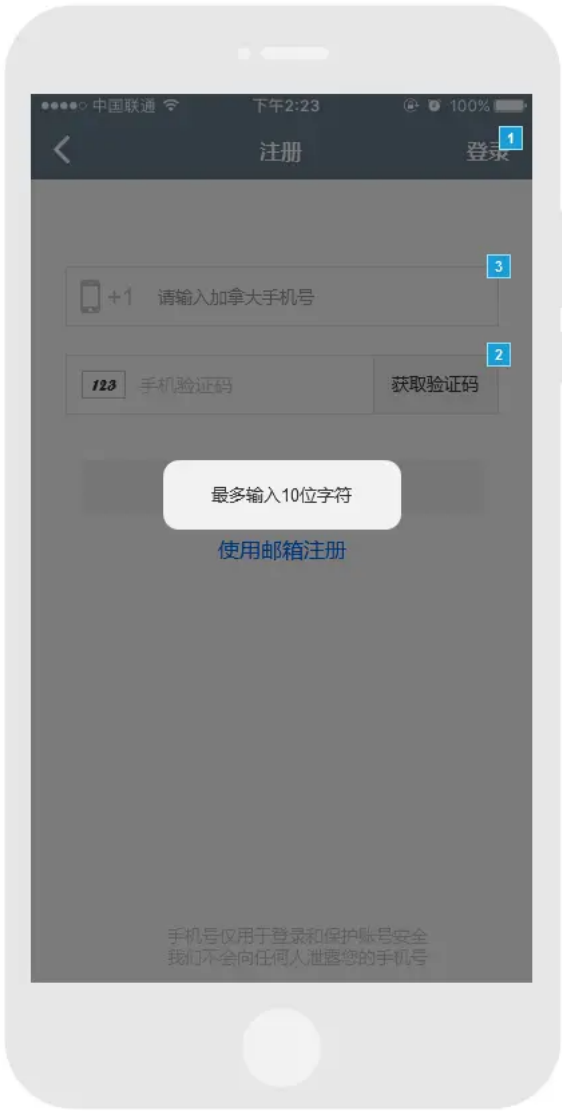 中国联通 下午2:23 100%
注册 登录 1
3
+1 请输入加拿大手机号
2
123 手机验证码 获取验证码
最多输入10位字符
使用邮箱注册
手机号仅用于登录和保护账号安全
我们不会向任何人泄露您的手机号